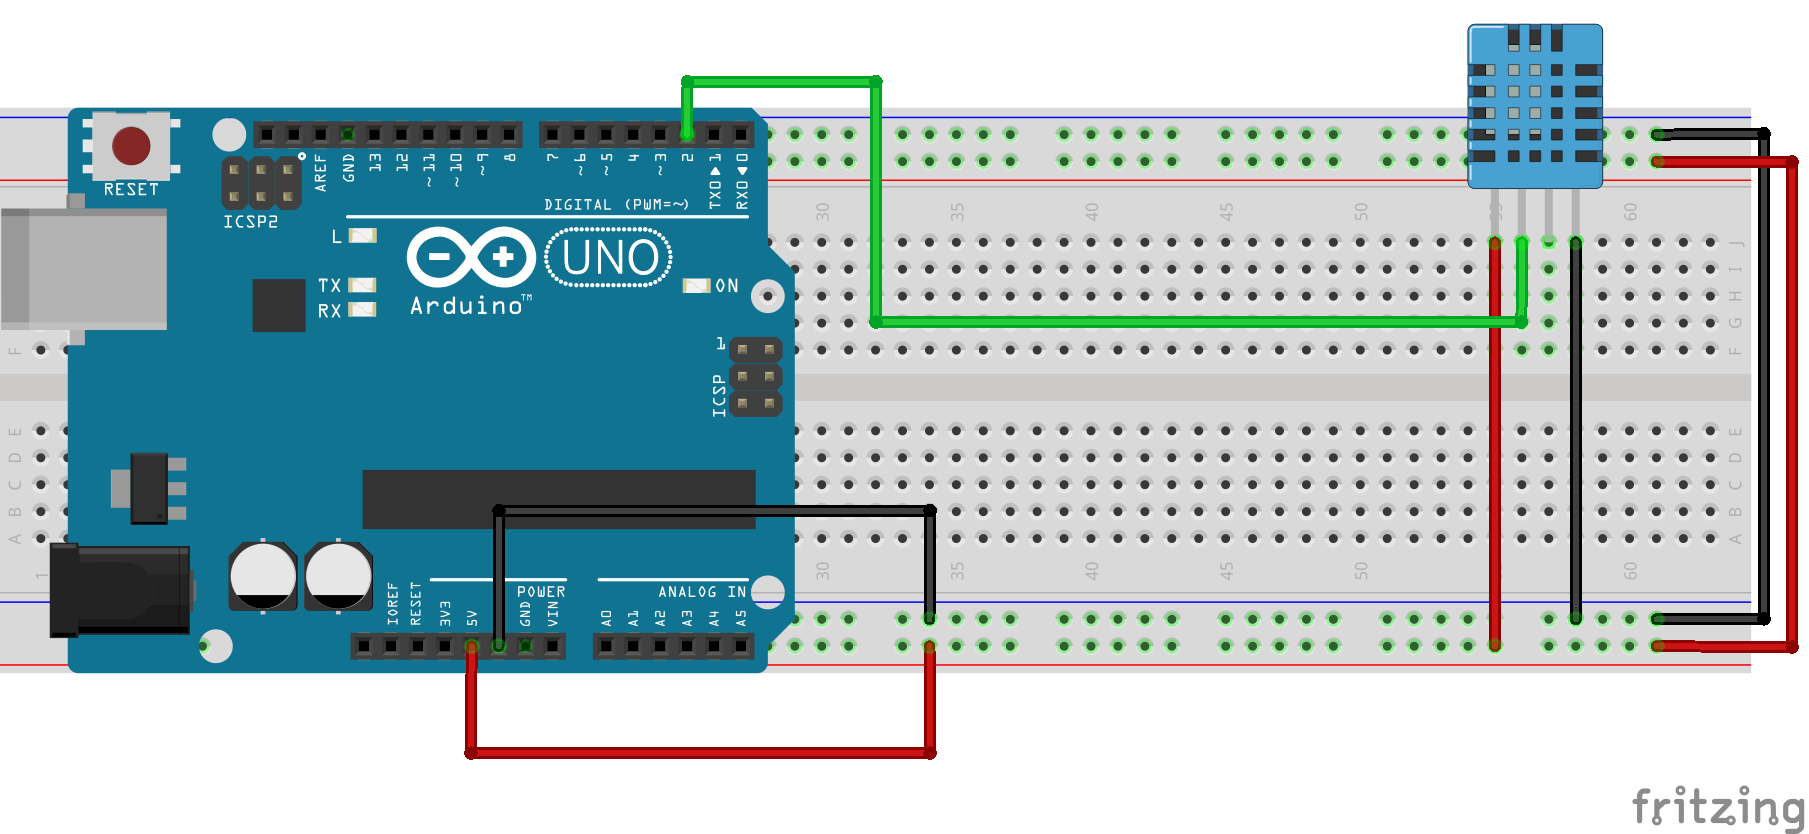 RESET
ICSP2
AREF
GND
13
12
~11
~10
~9
8
7
~6
~5
4
~3
2
TX0▶1
RX0◀0
DIGITAL (PWM=~)
L
TX
RX
UNO
Arduino™
ON
1
ICSP
30
35
40
45
50
60
J
I
H
G
F
F
E
D
C
B
A
E
D
C
B
A
1
30
35
40
45
50
60
IOREF
RESET
3V3
5V
GND
VIN
POWER
ANALOG IN
A0
A1
A2
A3
A4
A5
fritzing